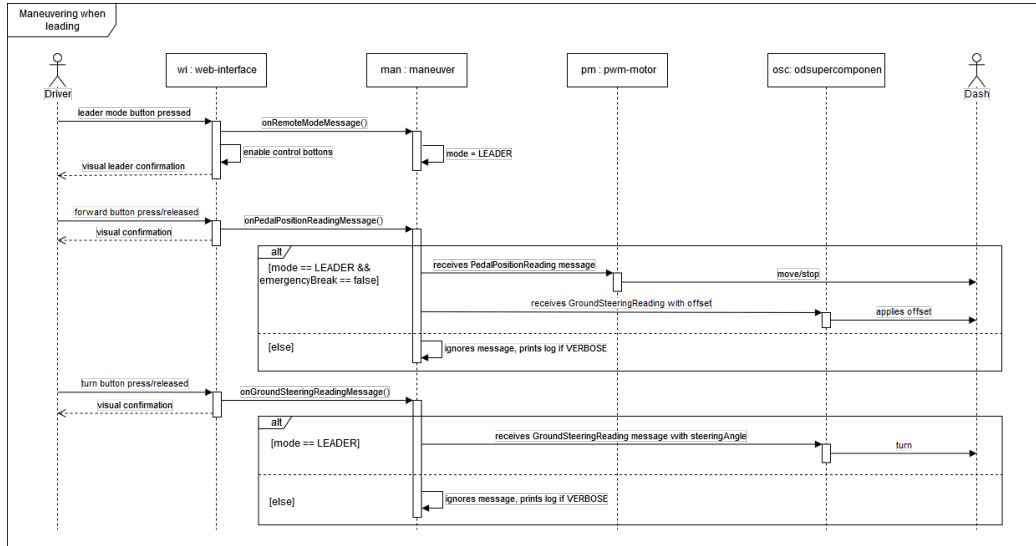 Maneuvering when
leading
wi : web-interface
man : maneuver
pm : pwm-motor
osc: odsupercomponen
Driver
Dash
leader mode button pressed
onRemoteModeMessage()
enable control bottons
mode = LEADER
visual leader confirmation
forward button press/released
onPedalPositionReadingMessage()
visual confirmation
alt
[mode == LEADER &&
emergencyBreak == false]
receives PedalPositionReading message
move/stop
receives GroundSteeringReading with offset
applies offset
[else]
ignores message, prints log if VERBOSE
turn button press/released
onGroundSteeringReadingMessage()
visual confirmation
alt
[mode == LEADER]
receives GroundSteeringReading message with steeringAngle
turn
[else]
ignores message, prints log if VERBOSE